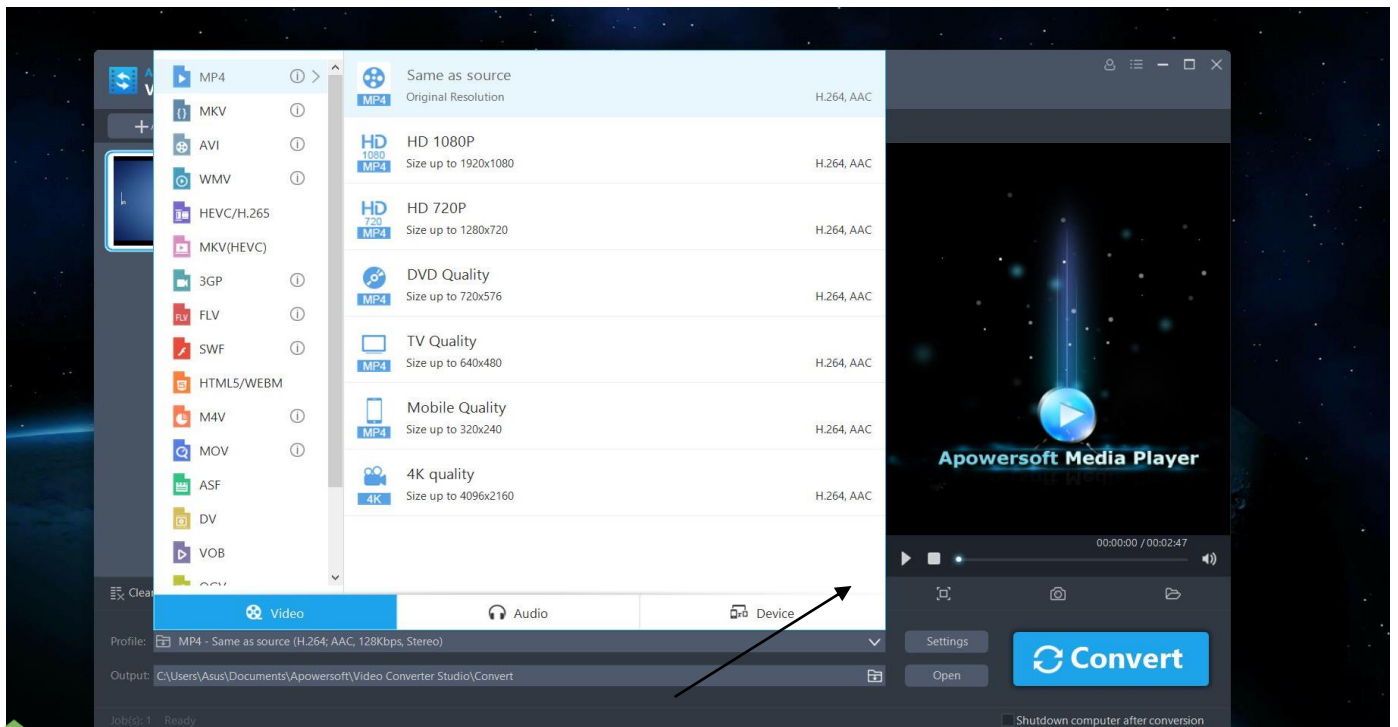 MP4
MKV
AVI
WMV
HEVC/H.265
MKV(HEVC)
3GP
FLV
FLV
SWF
HTML5/WEBM
M4V
MOV
ASF
DV
VOB
MP4
Same as source
Original Resolution
H.264, AAC
HD
1080
MP4
HD 1080P
Size up to 1920x1080
H.264, AAC
HD
720
MP4
HD 720P
Size up to 1280x720
H.264, AAC
MP4
DVD Quality
Size up to 720x576
H.264, AAC
MP4
TV Quality
Size up to 640x480
H.264, AAC
MP4
Mobile Quality
Size up to 320x240
H.264, AAC
4K
4K quality
Size up to 4096x2160
H.264, AAC
Video
Audio
Device
Apowersoft Media Player
00:00:00 / 00:02:47
Profile: MP4 - Same as source (H.264; AAC, 128Kbps, Stereo)
Settings
Convert
Output: C:\Users\Asus\Documents\Apowersoft\Video Converter Studio\Convert
Open
Job(s): 1 Ready
Shutdown computer after conversion